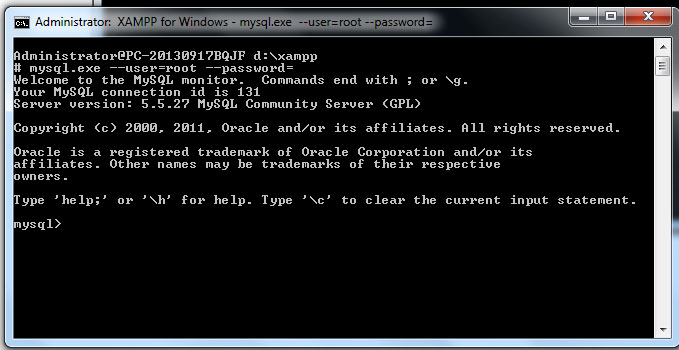 Administrator: XAMPP for Windows - mysql.exe --user=root --password=
Administrator@PC-20130917BQJF d:\xampp
# mysql.exe --user=root --password=
Welcome to the MySQL monitor.  Commands end with ; or \g.
Your MySQL connection id is 131
Server version: 5.5.27 MySQL Community Server (GPL)
Copyright (c) 2000, 2011, Oracle and/or its affiliates. All rights reserved.
Oracle is a registered trademark of Oracle Corporation and/or its
affiliates. Other names may be trademarks of their respective
owners.
Type 'help;' or '\h' for help. Type '\c' to clear the current input statement.
mysql>